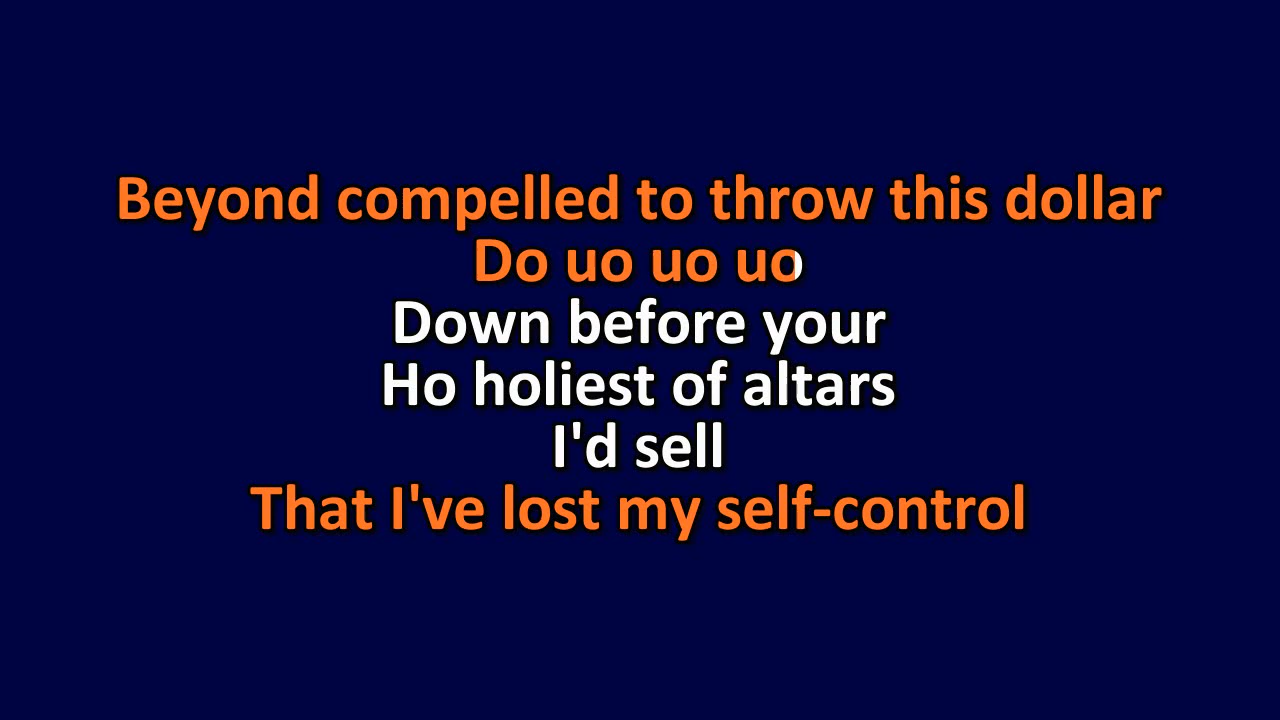 Beyond compelled to throw this dollar
Do uo uo uo
Down before your
Ho holiest of altars
I'd sell
That I've lost my self-control